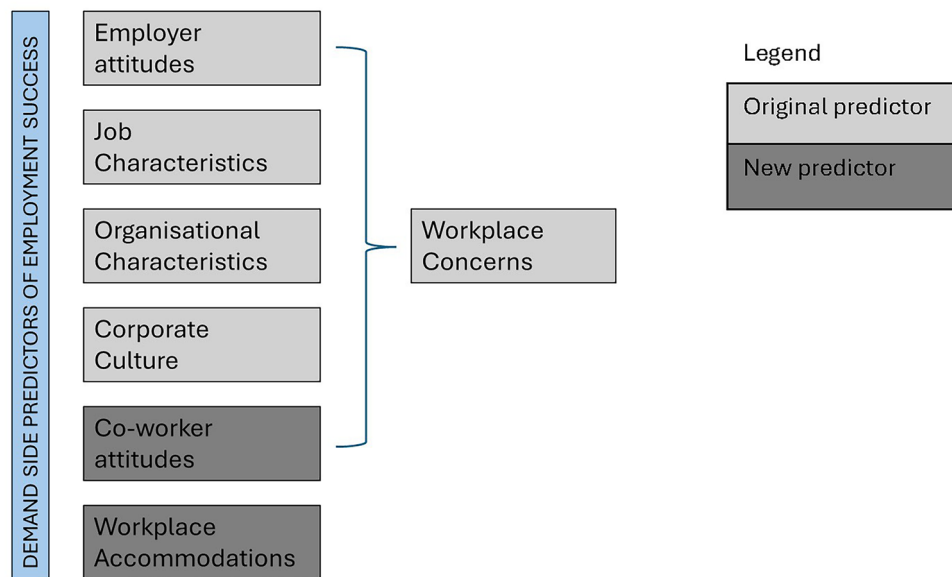 DEMAND SIDE PREDICTORS OF EMPLOYMENT SUCCESS
Employer
attitudes
Job
Characteristics
Organisational
Characteristics
Corporate
Culture
Co-worker
attitudes
Workplace
Accommodations
Workplace
Concerns
Legend
Original predictor
New predictor